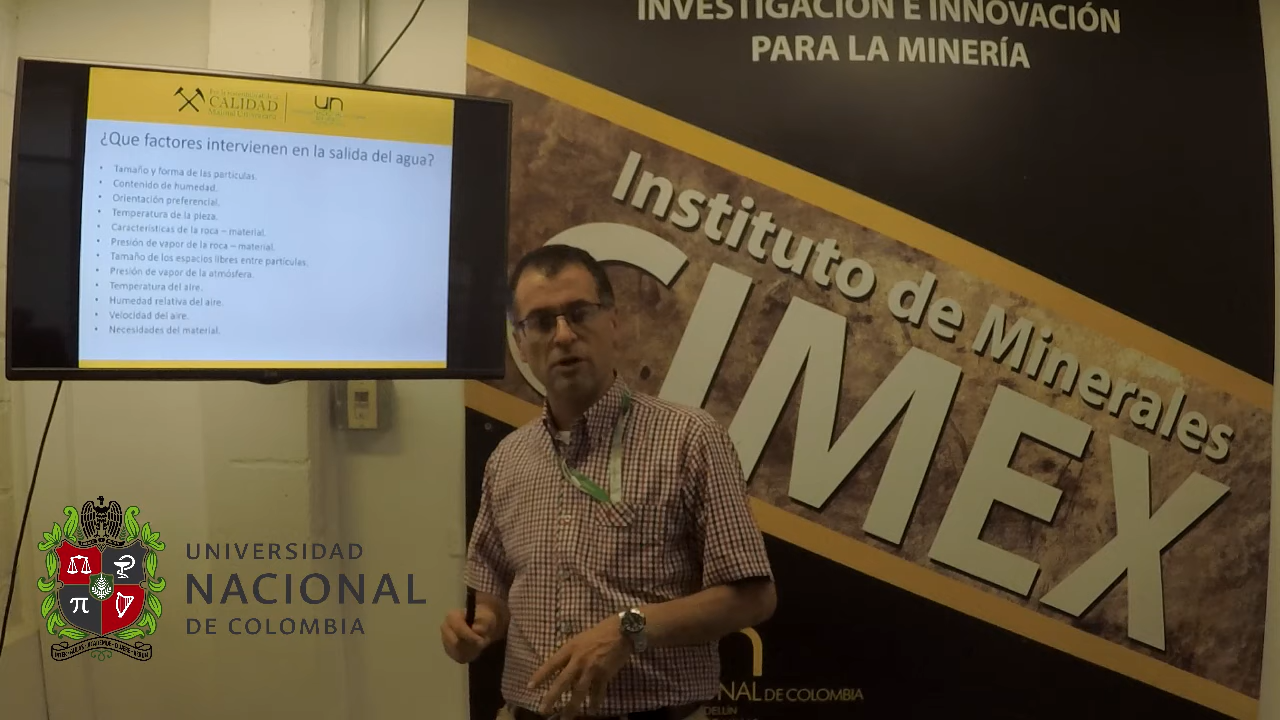 INVESTIGACIÓN E INNOVACIÓN
PARA LA MINERÍA
CALIDAD
un
¿Que factores intervienen en la salida del agua?
• Tamaño y forma de las partículas.
• Contenido de humedad.
• Orientación preferencial.
• Temperatura de la pieza.
• Características de la roca – material.
• Presión de vapor de la roca – material.
• Tamaño de los espacios libres entre partículas.
• Presión de vapor de la atmósfera.
• Temperatura del aire.
• Humedad relativa del aire.
• Velocidad del aire.
• Necesidades del material.
Instituto de Minerales
CIMEX
UNIVERSIDAD
NACIONAL
DE COLOMBIA
NAL DE COLOMBIA